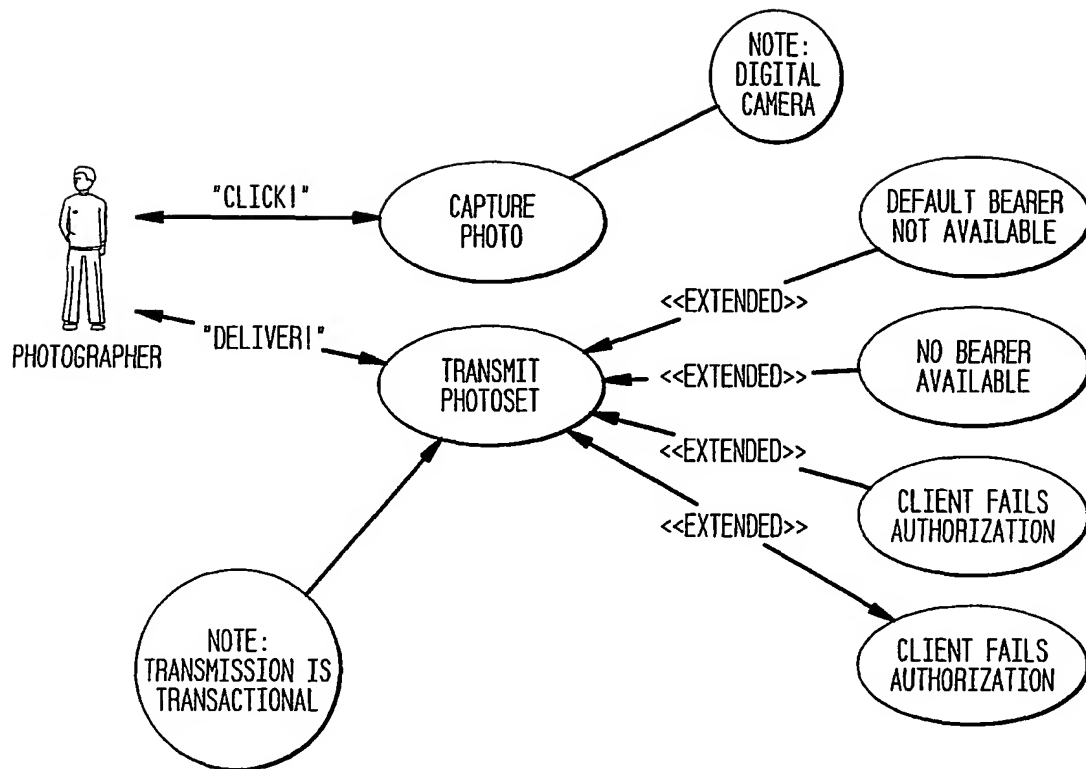 NOTE:
DIGITAL
CAMERA
"CLICK!"
CAPTURE
PHOTO
DEFAULT BEARER
NOT AVAILABLE
<<EXTENDED>>
"DELIVER!"
PHOTOGRAPHER
TRANSMIT
PHOTOSET
<<EXTENDED>>
NO BEARER
AVAILABLE
<<EXTENDED>>
CLIENT FAILS
AUTHORIZATION
<<EXTENDED>>
NOTE:
TRANSMISSION IS
TRANSACTIONAL
CLIENT FAILS
AUTHORIZATION